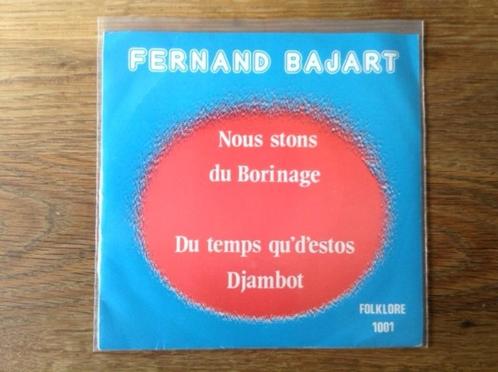 FERNAND BAJART
Nous stons
du Borinage
Du temps qu'd'estos
Djambot
FOLKLORE
1001